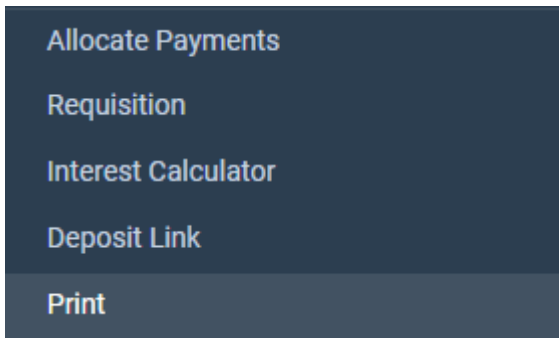 Allocate Payments
Requisition
Interest Calculator
Deposit Link
Print